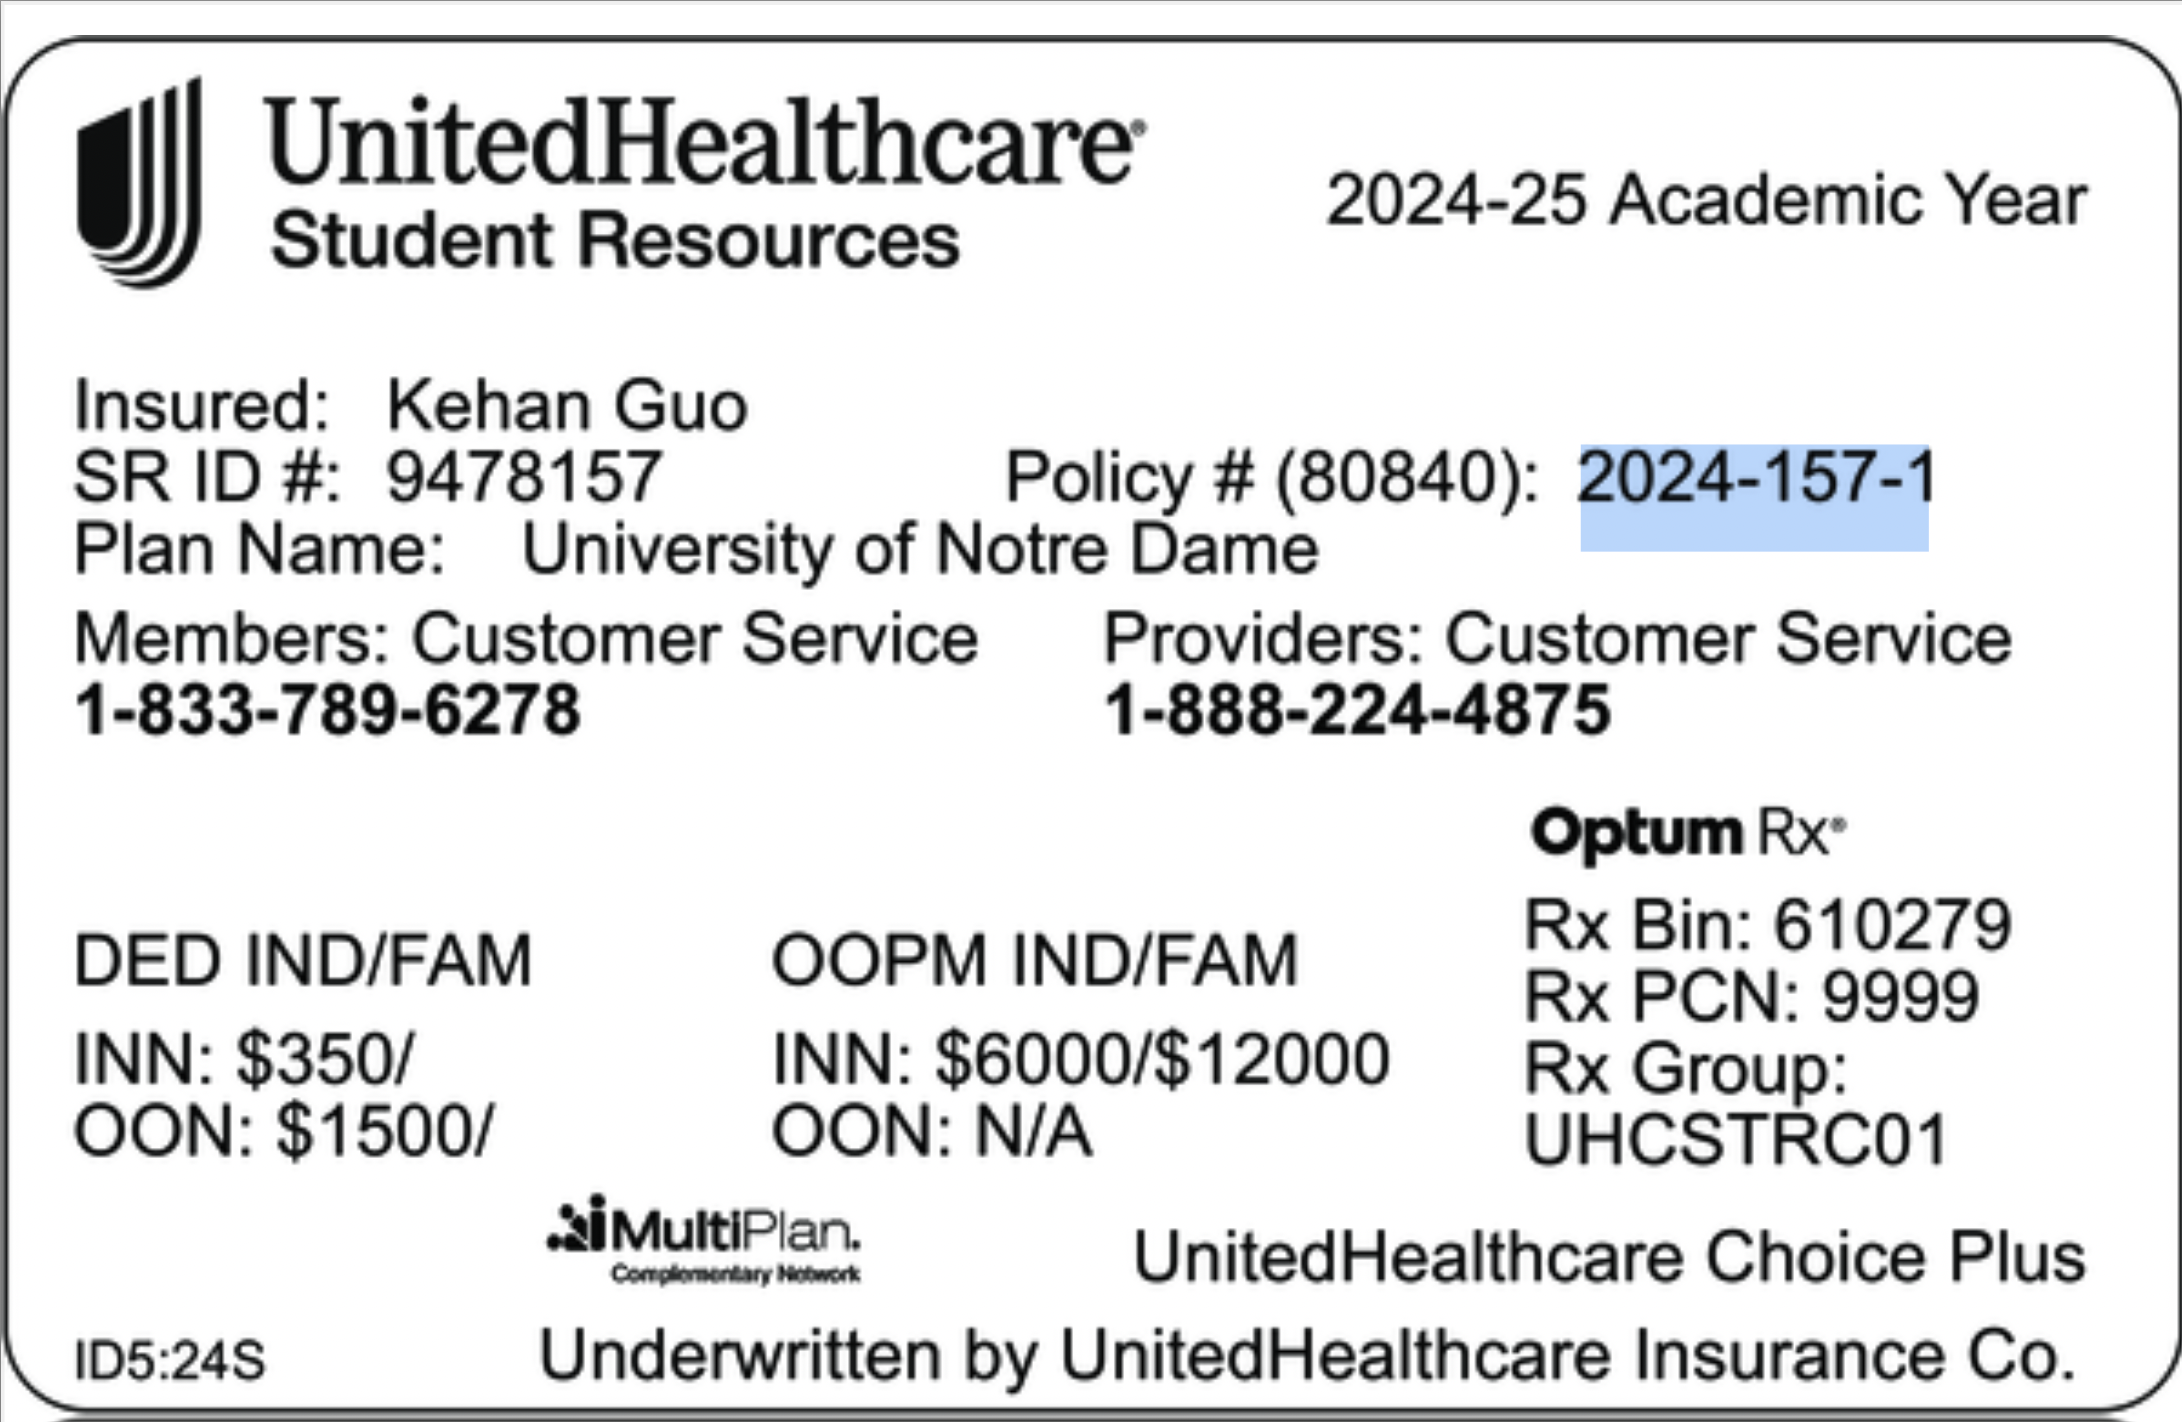 UnitedHealthcare®
Student Resources
2024-25 Academic Year
Insured: Kehan Guo
SR ID #: 9478157 Policy # (80840): 2024-157-1
Plan Name: University of Notre Dame
Members: Customer Service Providers: Customer Service
1-833-789-6278 1-888-224-4875
Optum Rx®
Rx Bin: 610279
Rx PCN: 9999
Rx Group:
UHCSTRC01
DED IND/FAM OOPM IND/FAM
INN: $350/ INN: $6000/$12000
OON: $1500/ OON: N/A
MultiPlan.
Complementary Network
UnitedHealthcare Choice Plus
ID5:24S Underwritten by UnitedHealthcare Insurance Co.